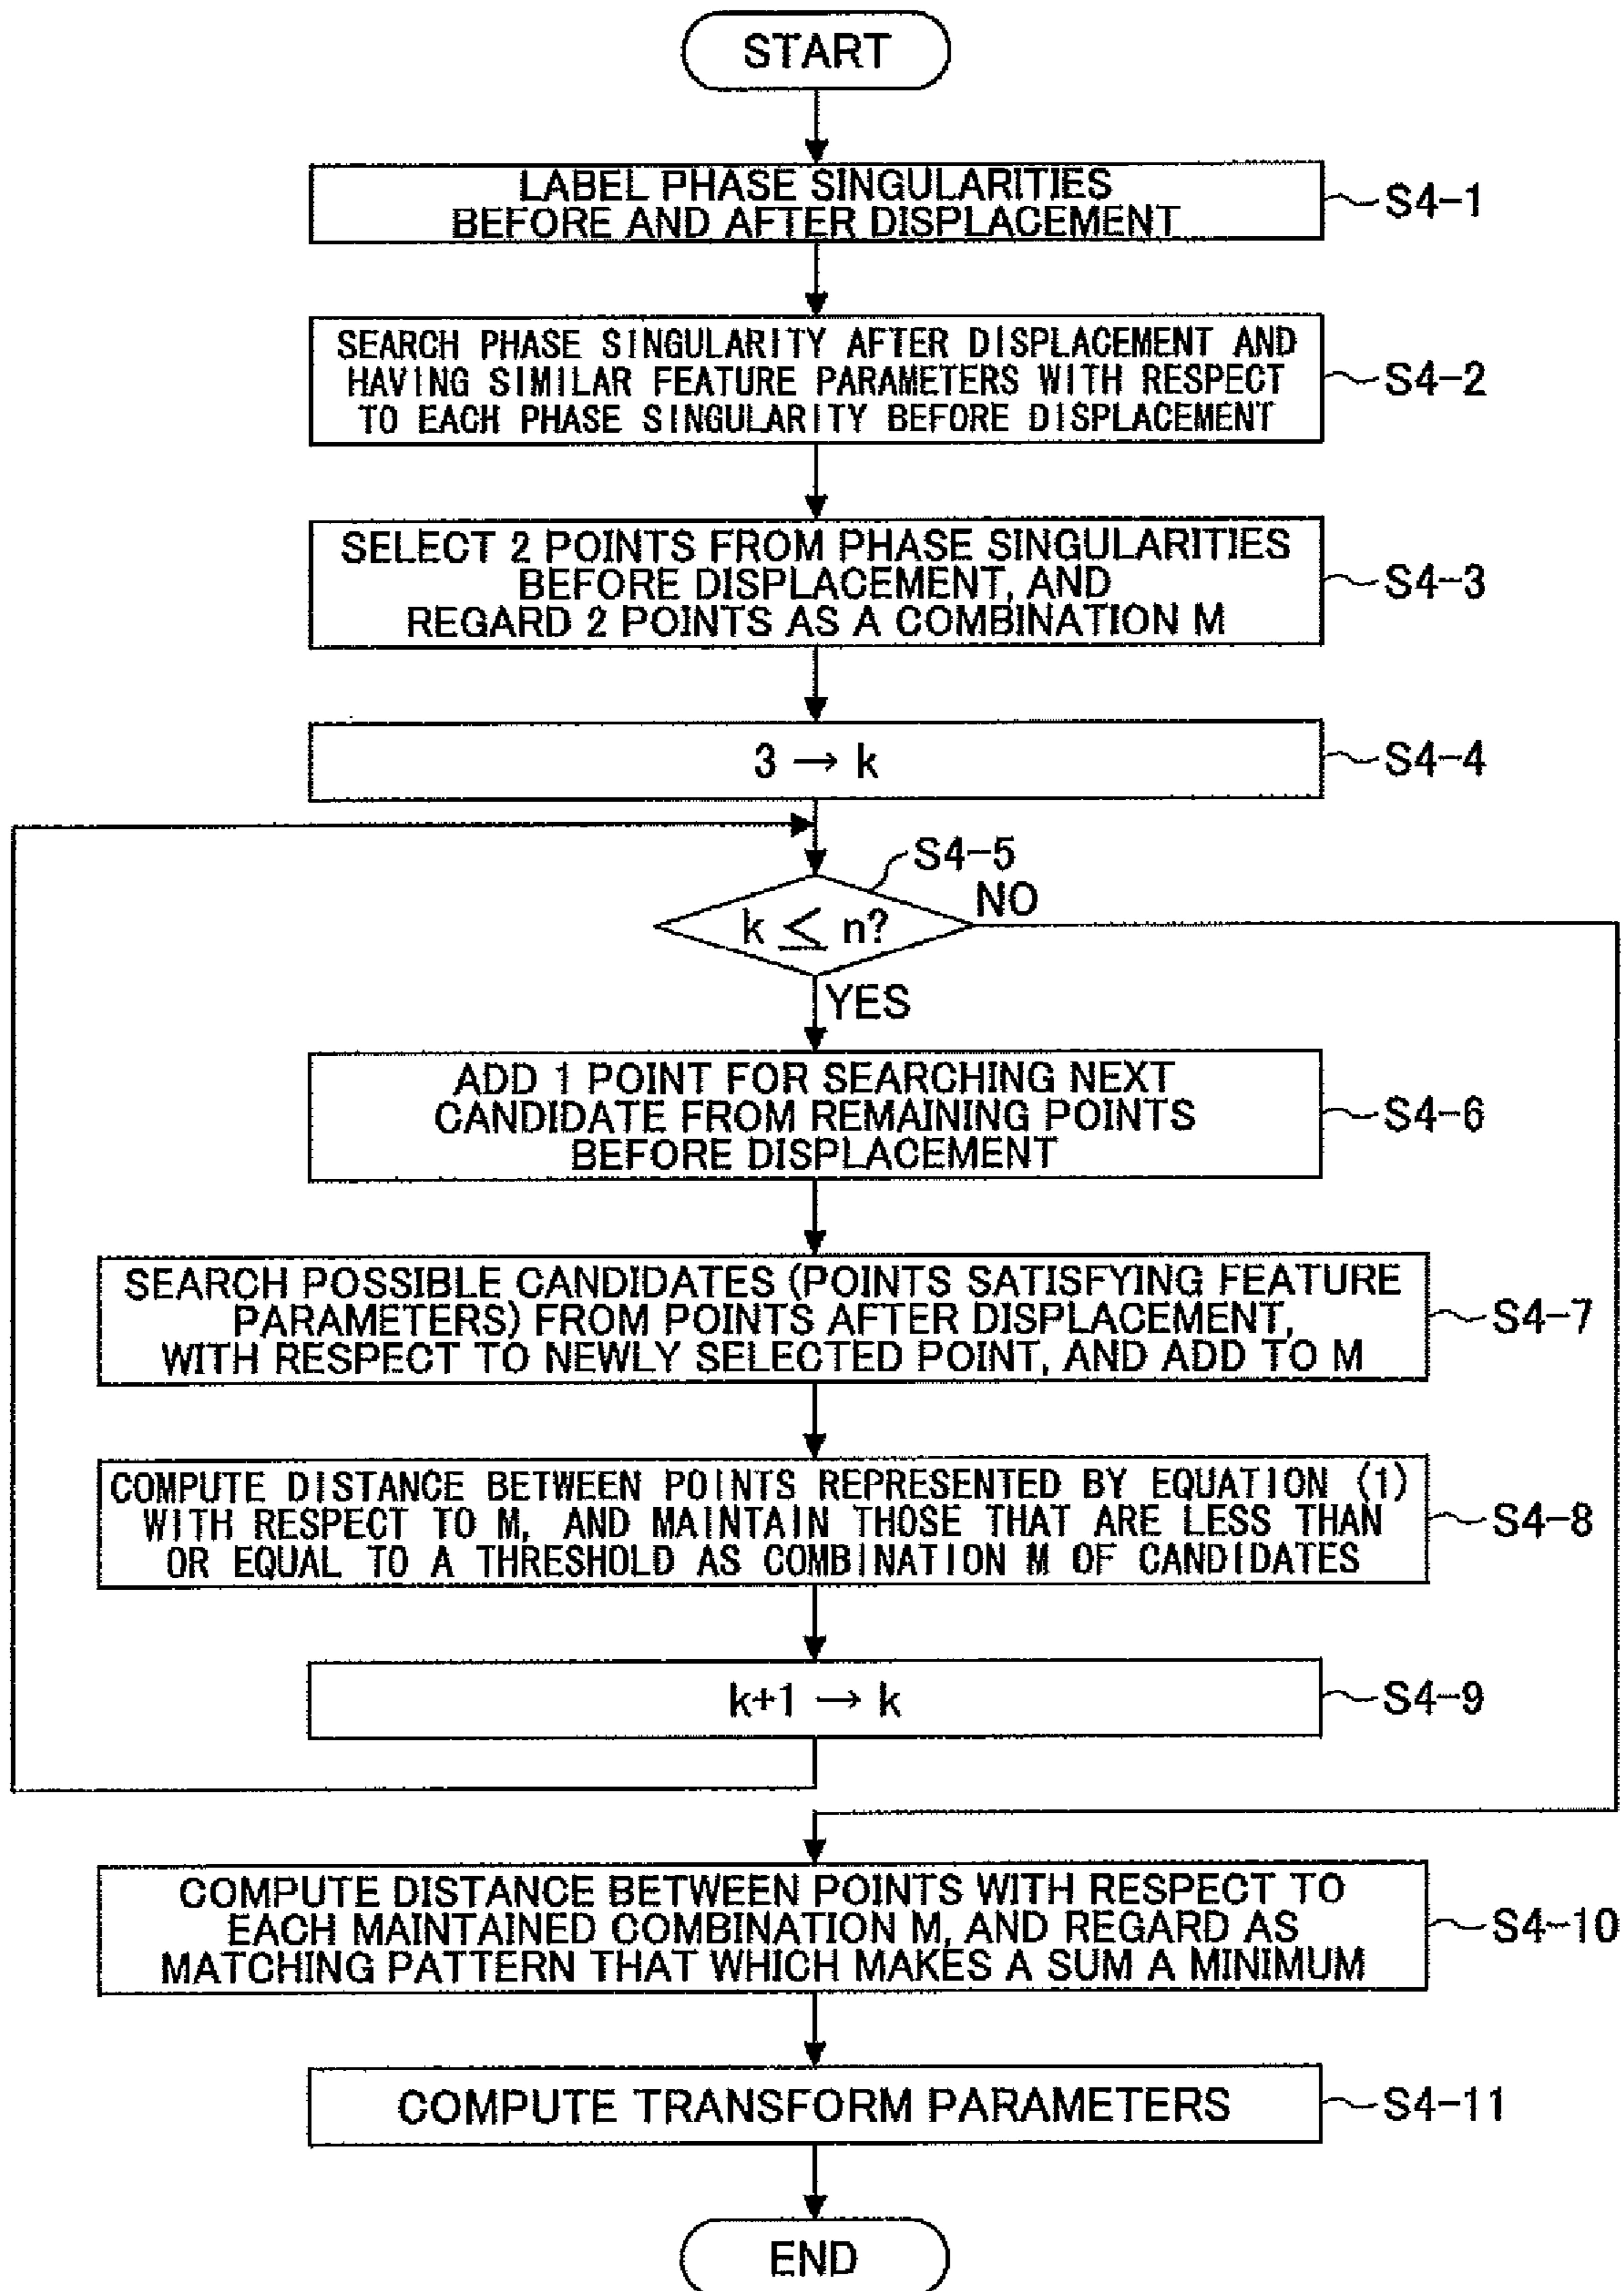 START
LABEL PHASE SINGULARITIES
BEFORE AND AFTER DISPLACEMENT
S4-1
SEARCH PHASE SINGULARITY AFTER DISPLACEMENT AND
HAVING SIMILAR FEATURE PARAMETERS WITH RESPECT
TO EACH PHASE SINGULARITY BEFORE DISPLACEMENT
S4-2
SELECT 2 POINTS FROM PHASE SINGULARITIES
BEFORE DISPLACEMENT, AND
REGARD 2 POINTS AS A COMBINATION M
S4-3
3 → k
S4-4
S4-5
k ≤ n?
NO
YES
ADD 1 POINT FOR SEARCHING NEXT
CANDIDATE FROM REMAINING POINTS
BEFORE DISPLACEMENT
S4-6
SEARCH POSSIBLE CANDIDATES (POINTS SATISFYING FEATURE
PARAMETERS) FROM POINTS AFTER DISPLACEMENT,
WITH RESPECT TO NEWLY SELECTED POINT, AND ADD TO M
S4-7
COMPUTE DISTANCE BETWEEN POINTS REPRESENTED BY EQUATION (1)
WITH RESPECT TO M, AND MAINTAIN THOSE THAT ARE LESS THAN
OR EQUAL TO A THRESHOLD AS COMBINATION M OF CANDIDATES
S4-8
k+1 → k
S4-9
COMPUTE DISTANCE BETWEEN POINTS WITH RESPECT TO
EACH MAINTAINED COMBINATION M, AND REGARD AS
MATCHING PATTERN THAT WHICH MAKES A SUM A MINIMUM
S4-10
COMPUTE TRANSFORM PARAMETERS
S4-11
END